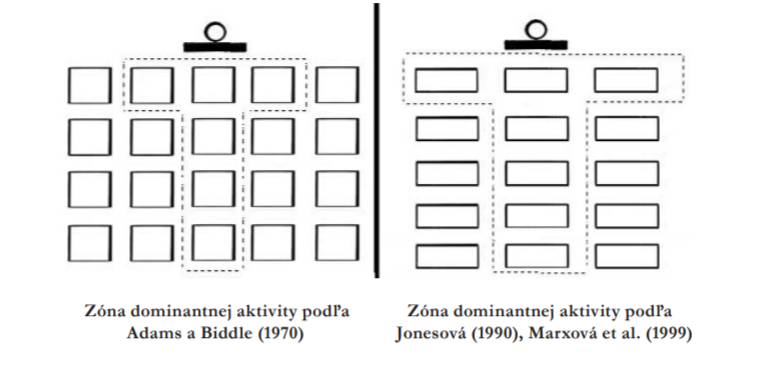 Zóna dominantnej aktivity podľa
Adams a Biddle (1970)
Zóna dominantnej aktivity podľa
Jonesová (1990), Marxová et al. (1999)